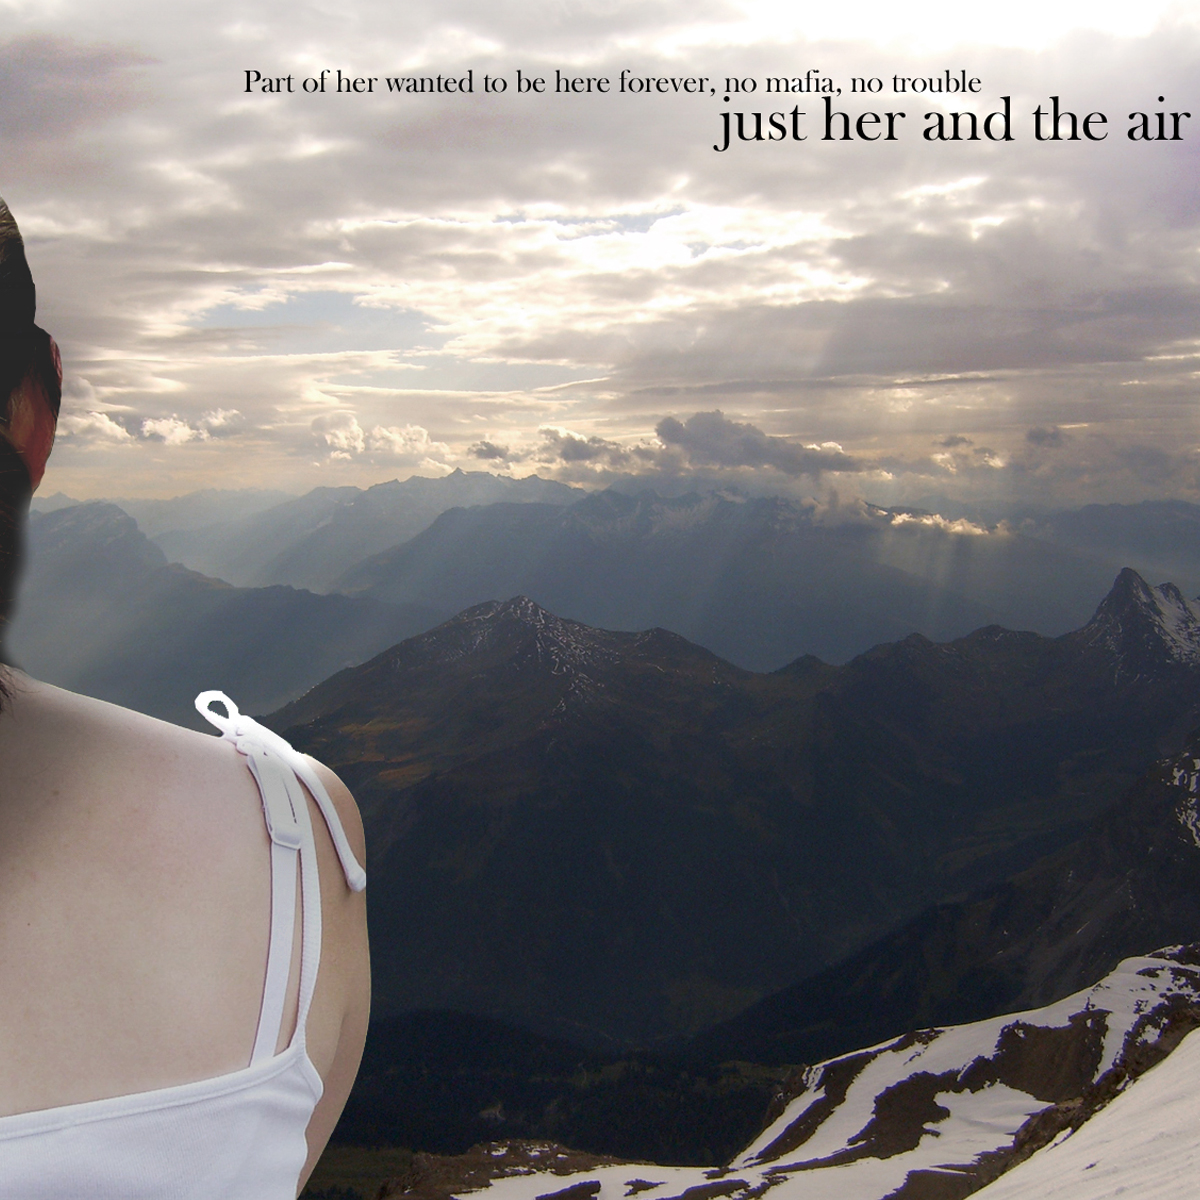 Part of her wanted to be here forever, no mafia, no trouble
just her and the air